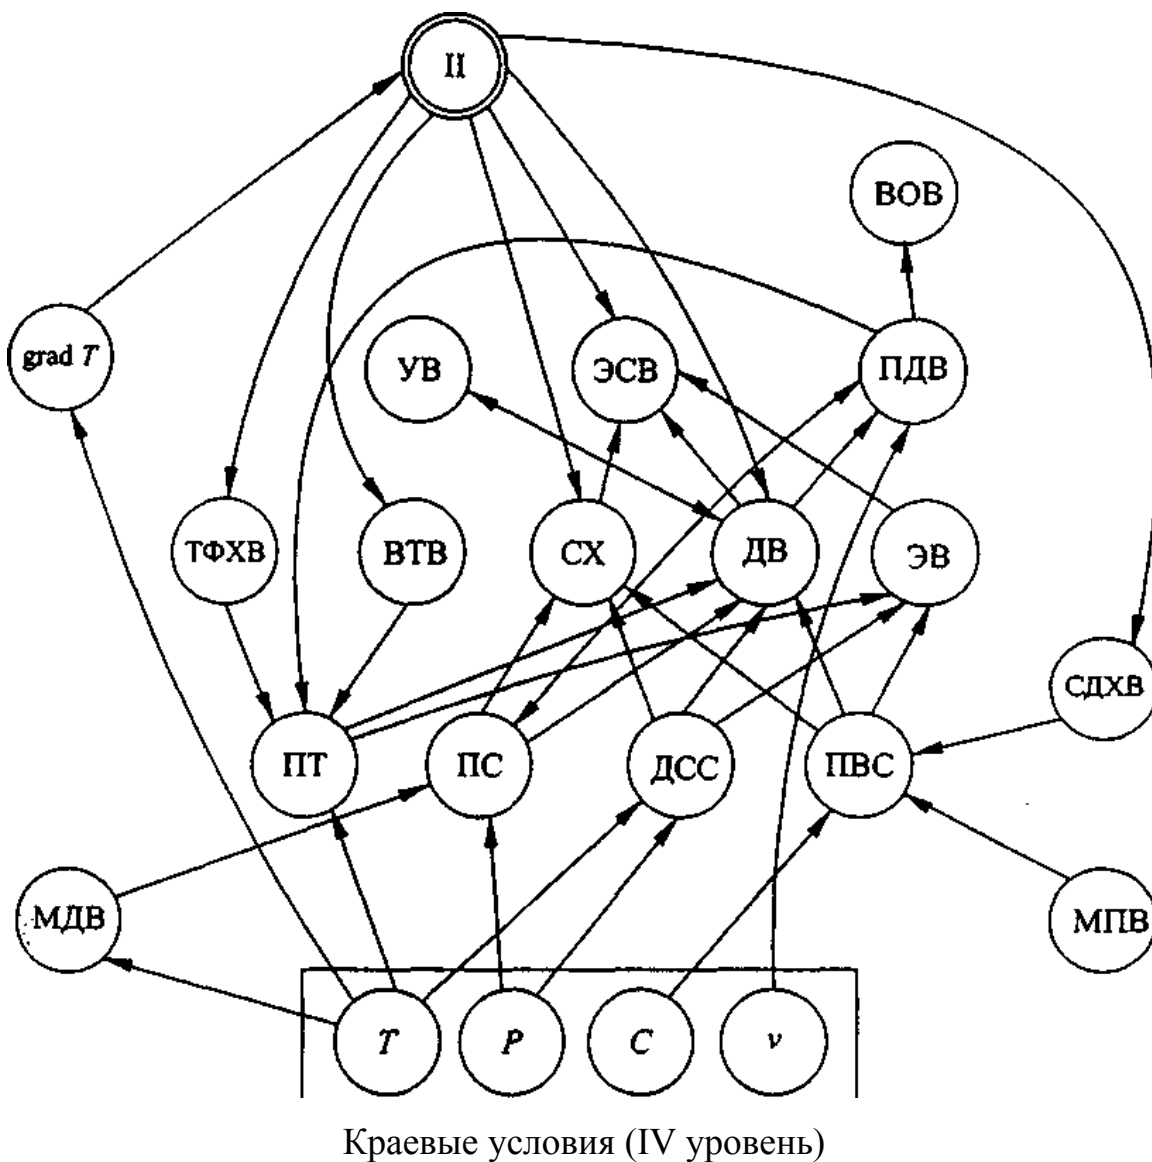 II
ВОВ
grad T
УВ
ЭСВ
ПДВ
ТФХВ
ВТВ
СХ
ДВ
ЭВ
СДХВ
ПТ
ПС
ДСС
ПВС
МДВ
МПВ
T
P
C
v
Краевые условия (IV уровень)